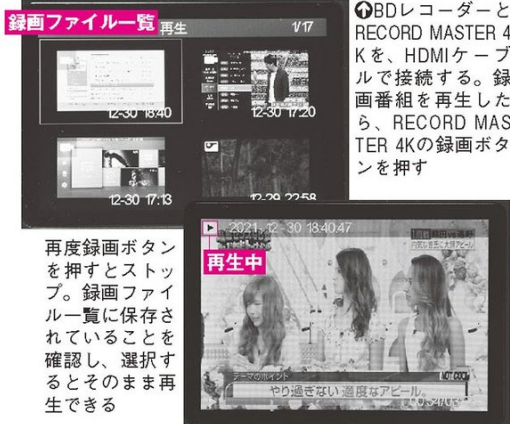 録画ファイル一覧
再生
1/17
12-30 18:40
12-30 17:20
12-30 17:13
12-29 22:58
⬆BDレコーダーと
RECORD MASTER 4
Kを、HDMIケーブ
ルで接続する。録
画番組を再生した
ら、RECORD MAS
TER 4Kの録画ボタ
ンを押す
再度録画ボタン
を押すとストッ
プ。録画ファイ
ル一覧に保存さ
れていることを
確認し、選択す
るとそのまま再
生できる
2021-12-30 18:40:47
再生中
テーマのポイント
やり過ぎない 適度なアピール。